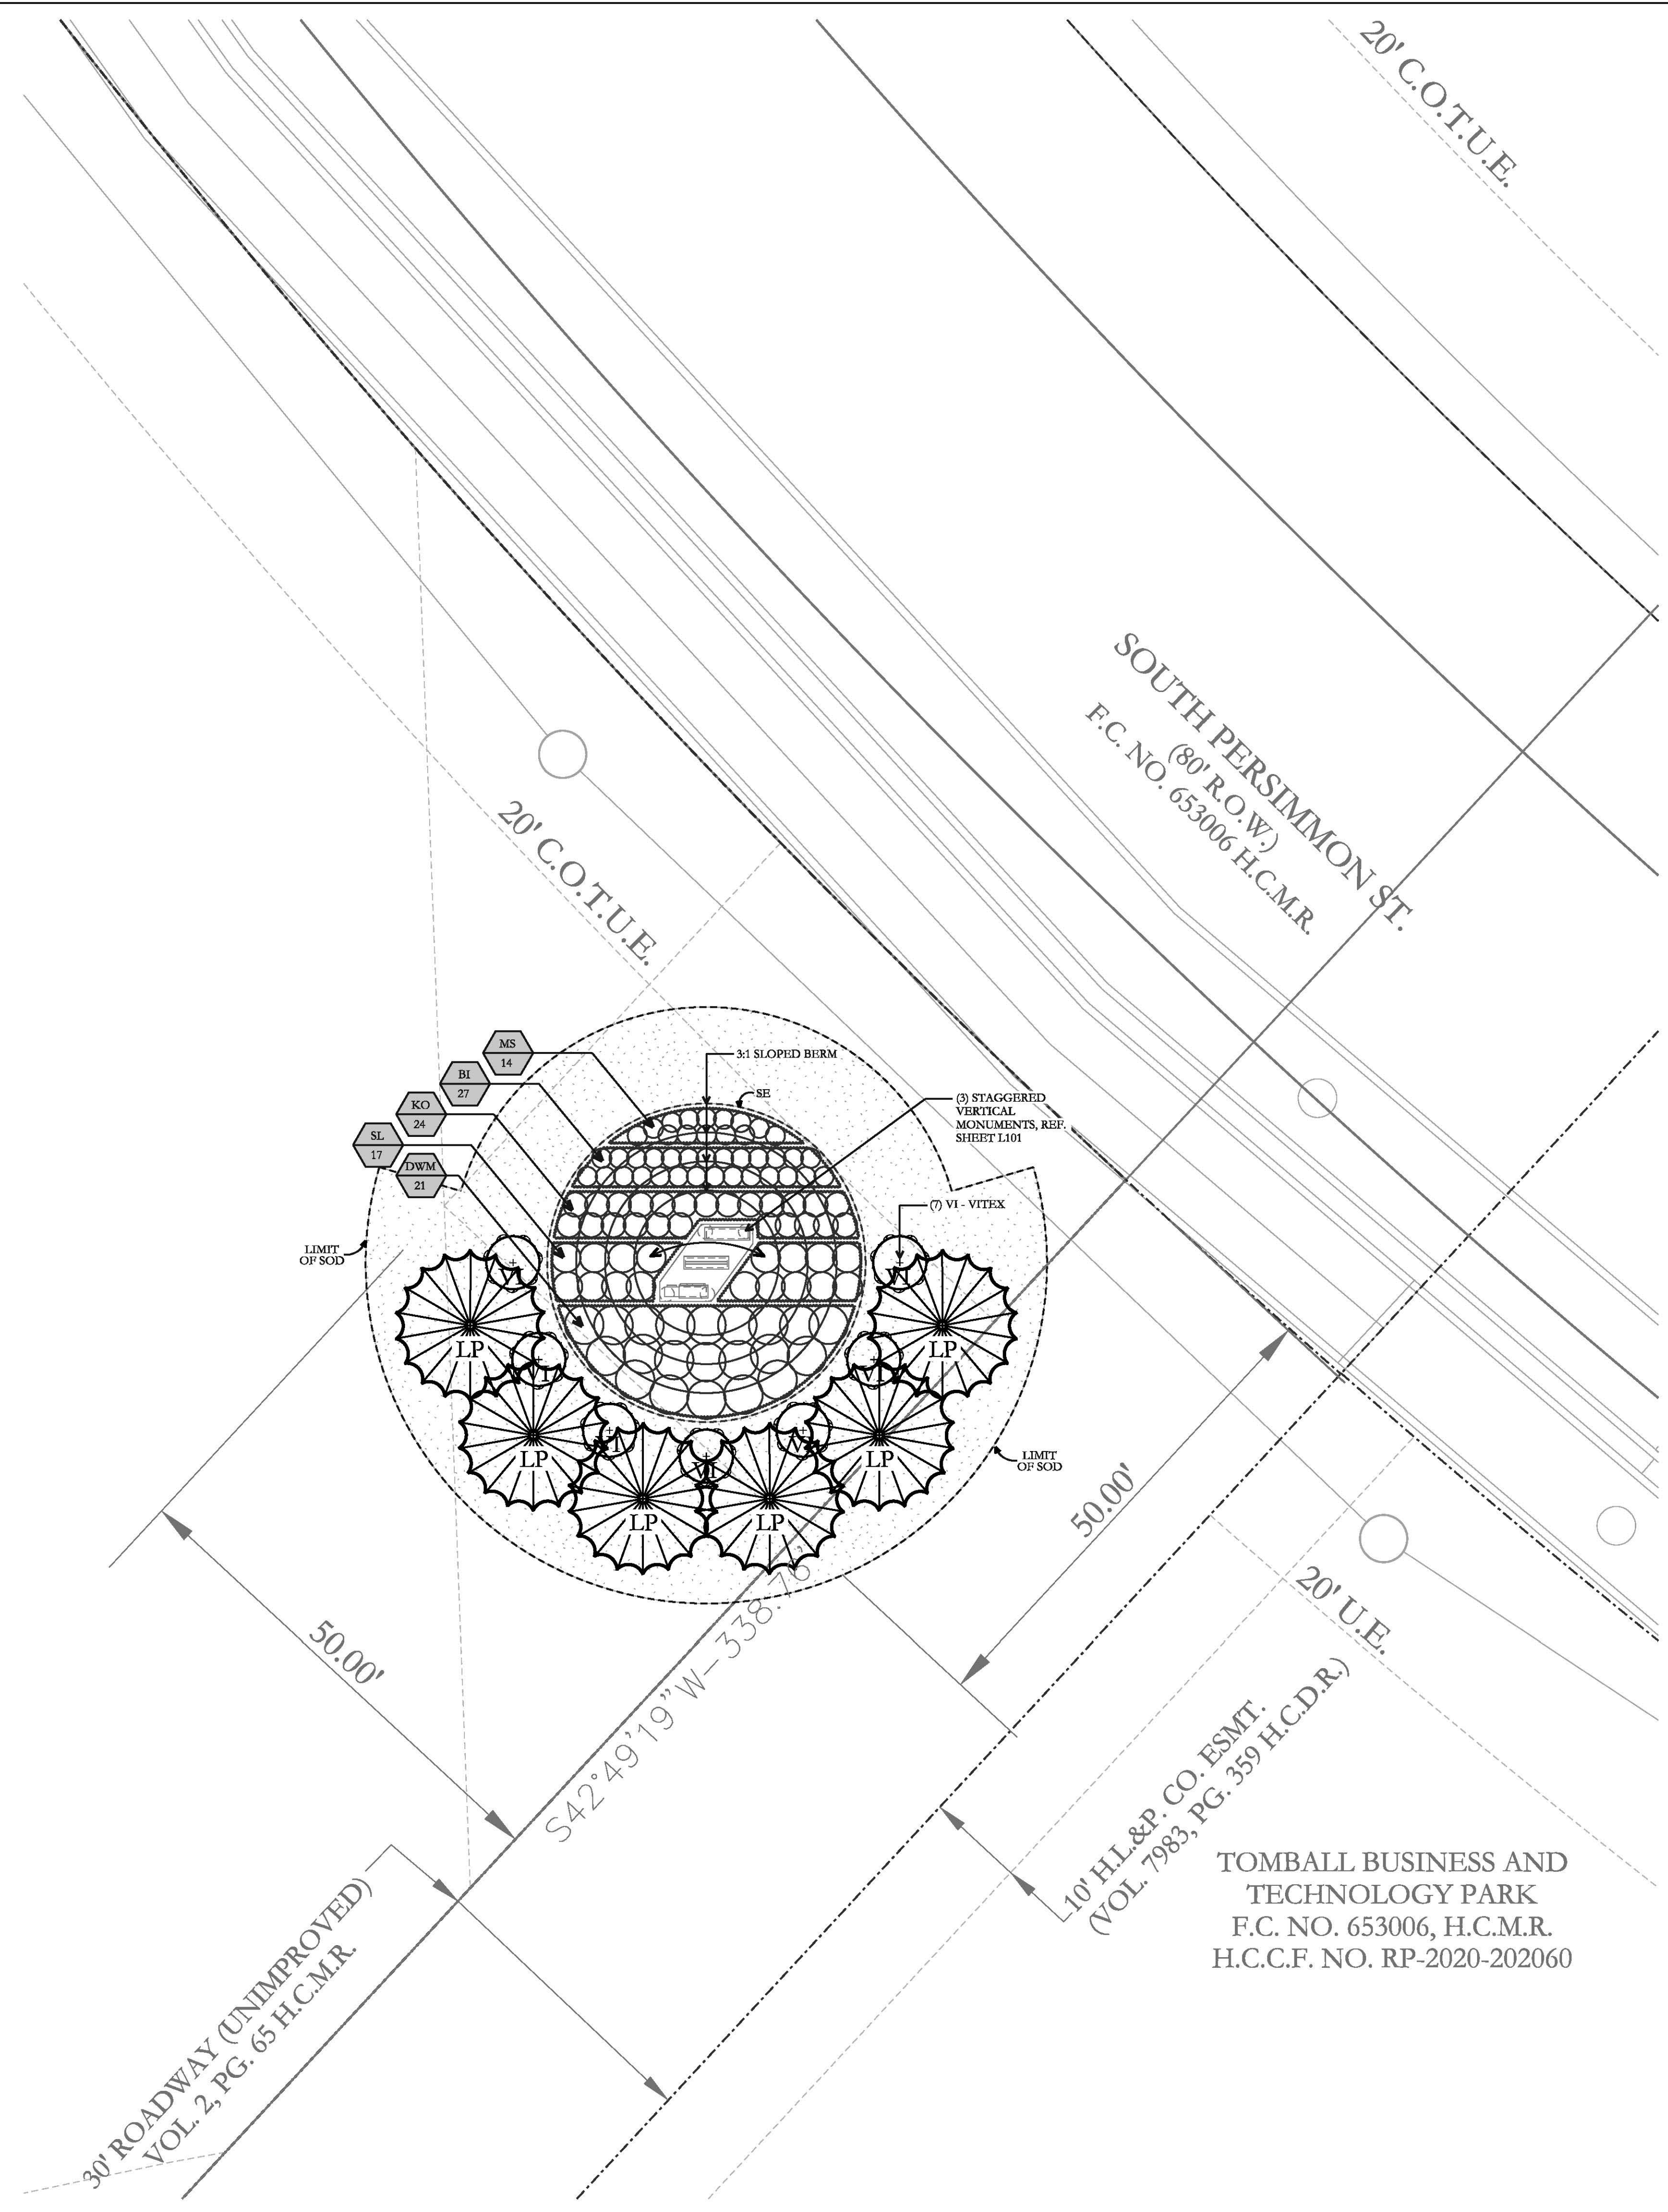 20' C.O.T.U.E.
SOUTH PERSIMMON ST.
(80' R.O.W.)
F.C. NO. 653006 H.C.M.R.
20' C.O.T.U.E.
MS
14
BI
27
KO
24
SL
17
DWM
21
3:1 SLOPED BERM
SE
(3) STAGGERED
VERTICAL
MONUMENTS, REF.
SHEET L101
(7) VI - VITEX
LIMIT
OF SOD
VI
VI
LP
LP
VI
VI
LP
LP
VI
VI
VI
LP
LP
LIMIT
OF SOD
50.00'
50.00'
S42°49'19"W-338.76'
20' U.E.
10' H.L.&P. CO. ESMT.
(VOL. 7983, PG. 359 H.C.D.R.)
30' ROADWAY (UNIMPROVED)
VOL. 2, PG. 65 H.C.M.R.
TOMBALL BUSINESS AND
TECHNOLOGY PARK
F.C. NO. 653006, H.C.M.R.
H.C.C.F. NO. RP-2020-202060